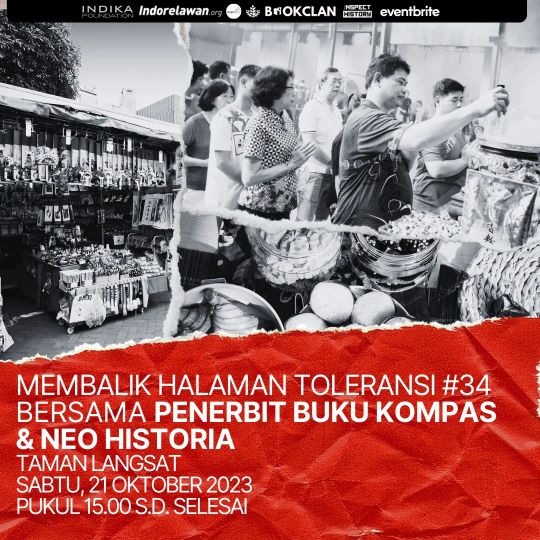 INDIKA
FOUNDATION
Indorelawan.org
BOOKCLAN
INSPECT
HISTORY
eventbrite
MEMBALIK HALAMAN TOLERANSI #34
BERSAMA PENERBIT BUKU KOMPAS
& NEO HISTORIA
TAMAN LANGSAT
SABTU, 21 OKTOBER 2023
PUKUL 15.00 S.D. SELESAI